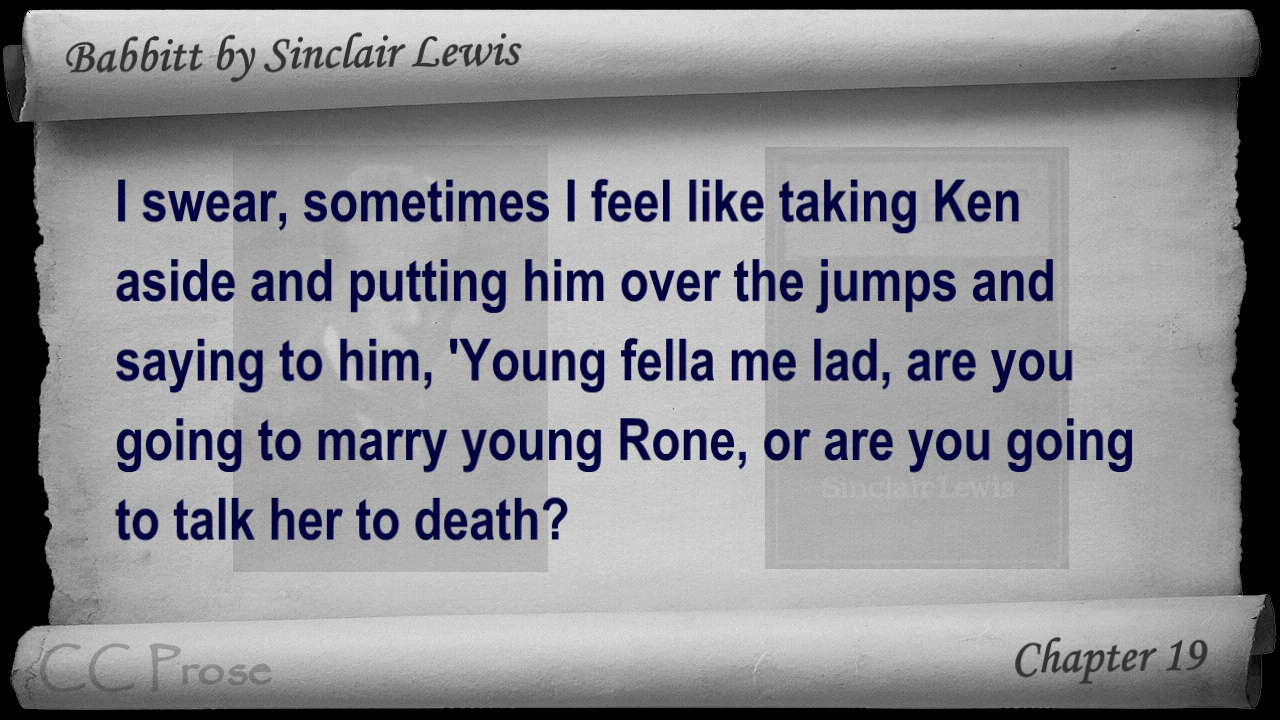 Babbitt by Sinclair Lewis
I swear, sometimes I feel like taking Ken
aside and putting him over the jumps and
saying to him, 'Young fella me lad, are you
going to marry young Rone, or are you going
to talk her to death?
Sinclair Lewis
CC Prose
Chapter 19